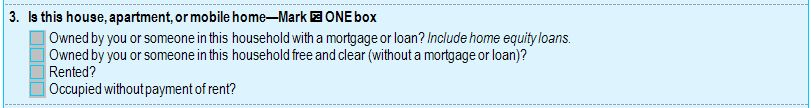 3. Is this house, apartment, or mobile home—Mark ☒ ONE box
Owned by you or someone in this household with a mortgage or loan? Include home equity loans.
Owned by you or someone in this household free and clear (without a mortgage or loan)?
Rented?
Occupied without payment of rent?